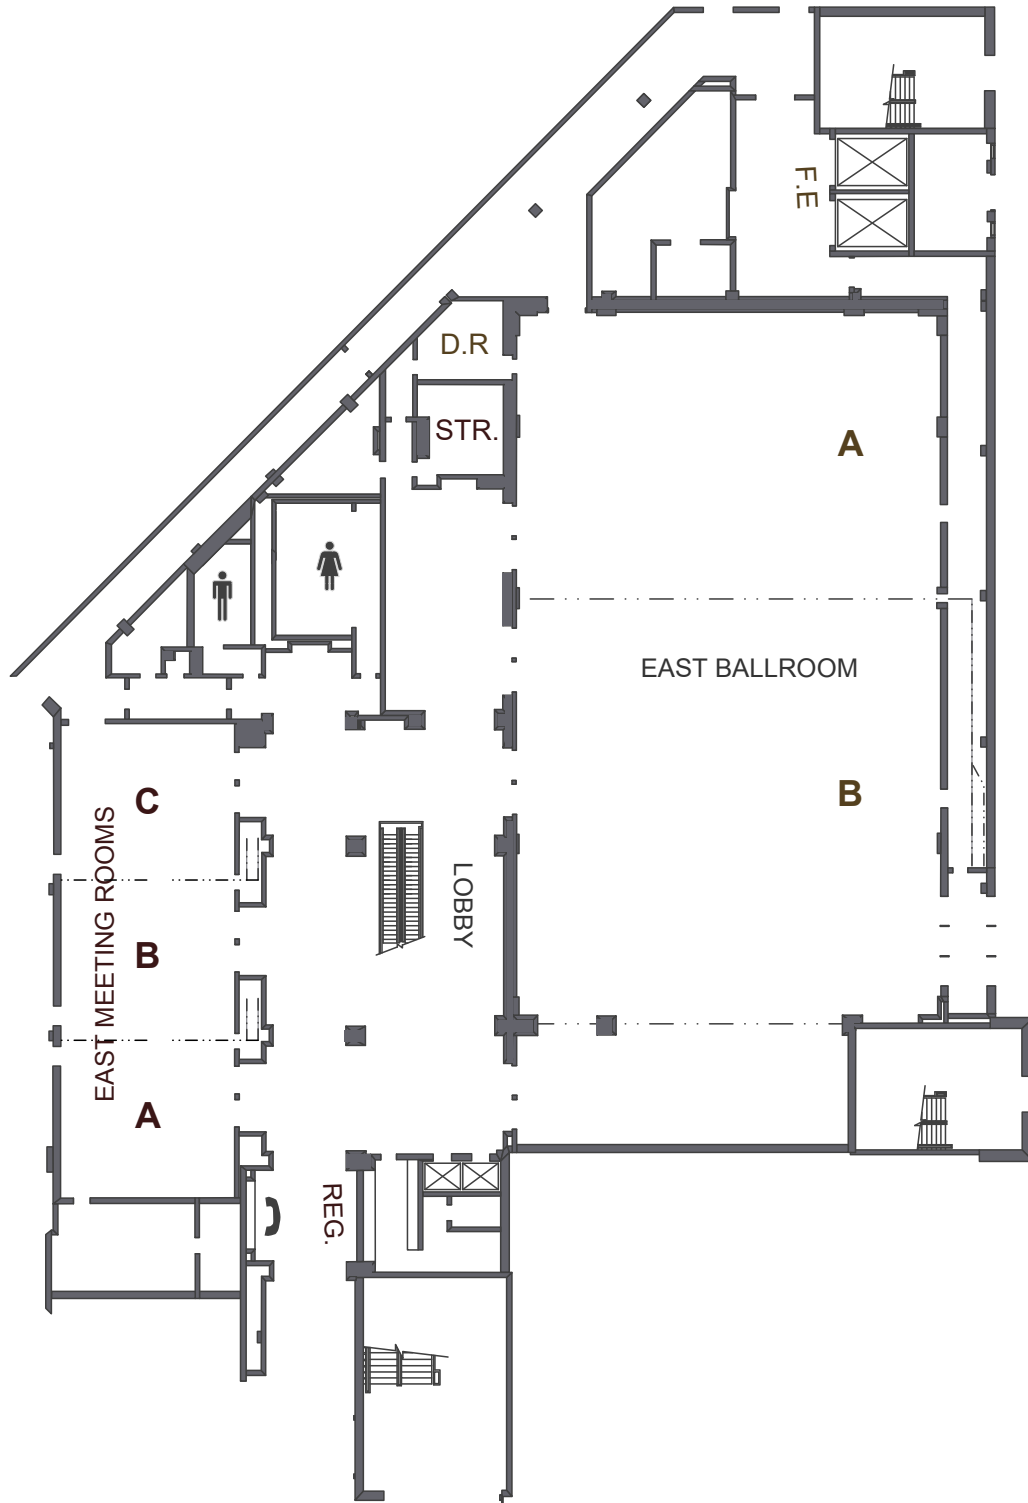 F.E
D.R
STR.
A
EAST BALLROOM
B
C
EAST MEETING ROOMS
B
A
LOBBY
REG.